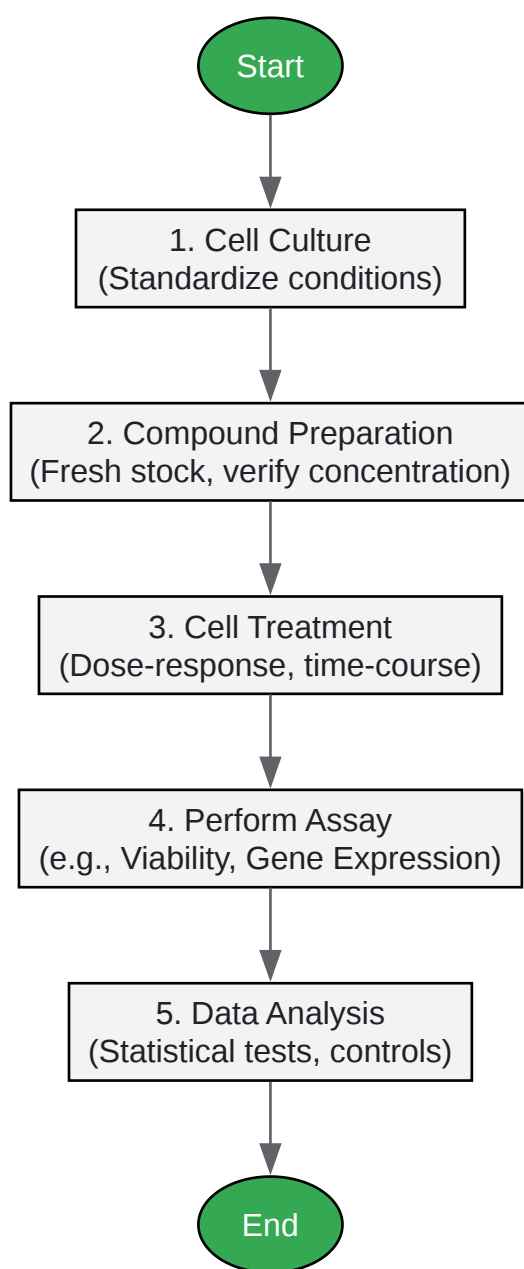 Start
1. Cell Culture
(Standardize conditions)
2. Compound Preparation
(Fresh stock, verify concentration)
3. Cell Treatment
(Dose-response, time-course)
4. Perform Assay
(e.g., Viability, Gene Expression)
5. Data Analysis
(Statistical tests, controls)
End